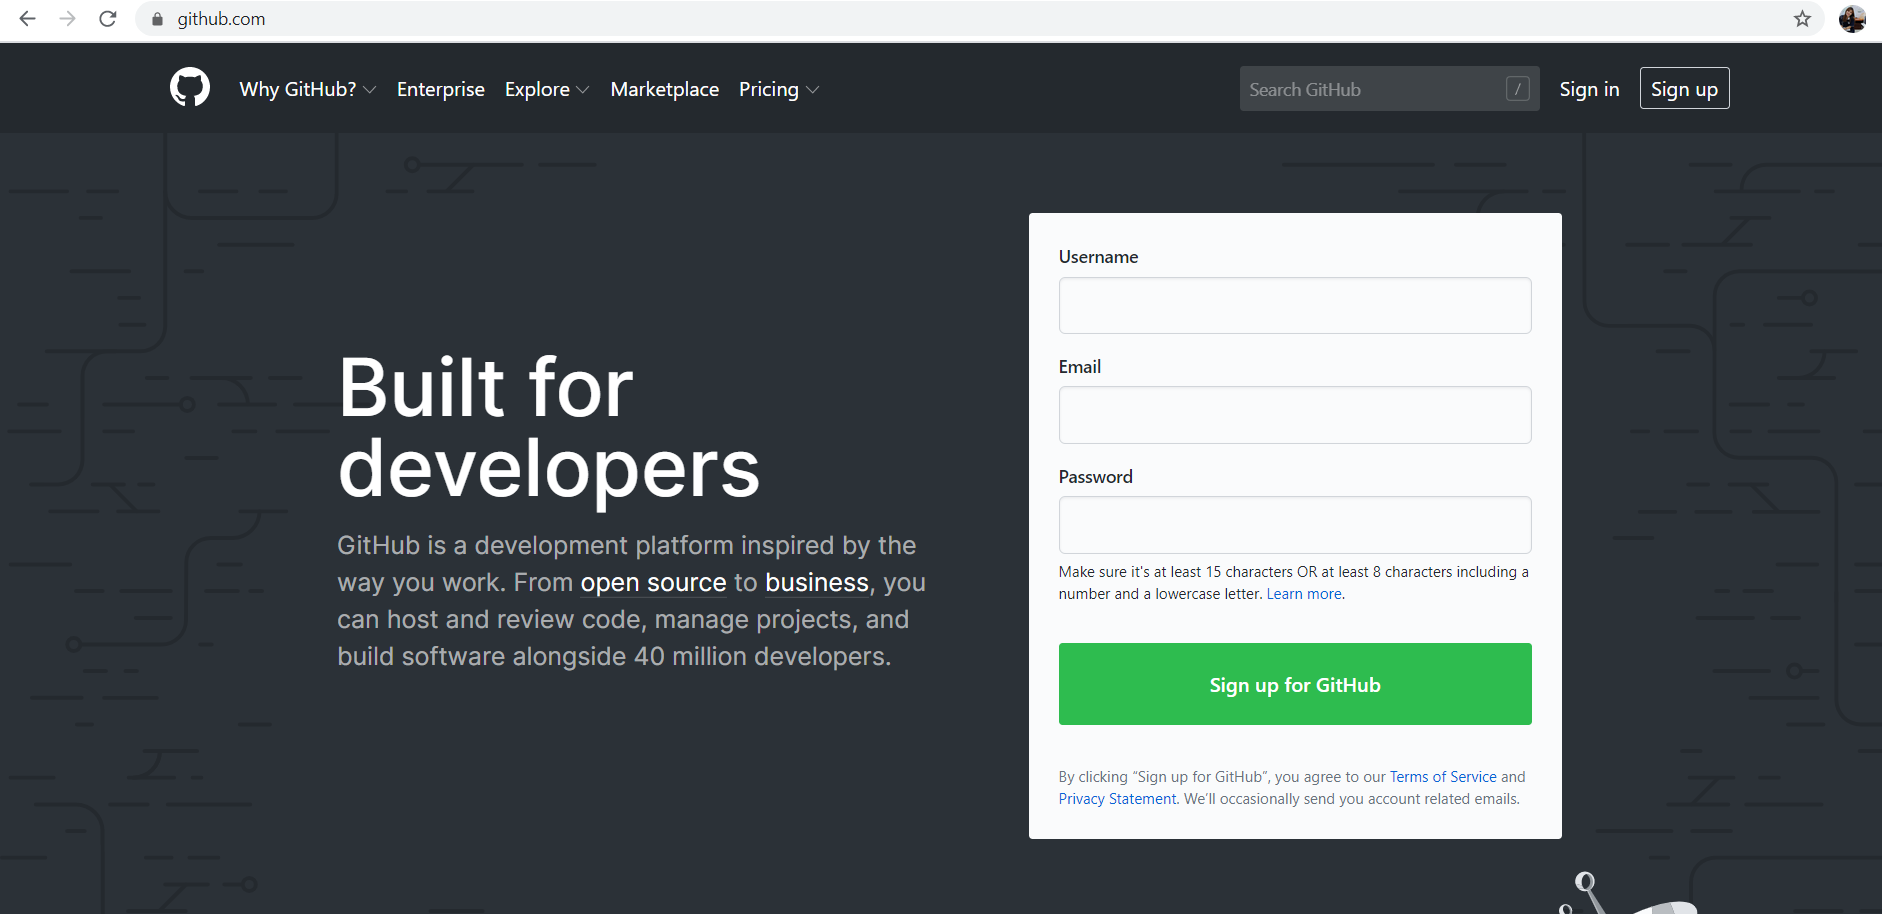 github.com
Why GitHub? Enterprise Explore Marketplace Pricing Search GitHub / Sign in Sign up
Built for
developers
GitHub is a development platform inspired by the
way you work. From open source to business, you
can host and review code, manage projects, and
build software alongside 40 million developers.
Username
Email
Password
Make sure it's at least 15 characters OR at least 8 characters including a
number and a lowercase letter. Learn more.
Sign up for GitHub
By clicking “Sign up for GitHub”, you agree to our Terms of Service and
Privacy Statement. We’ll occasionally send you account related emails.